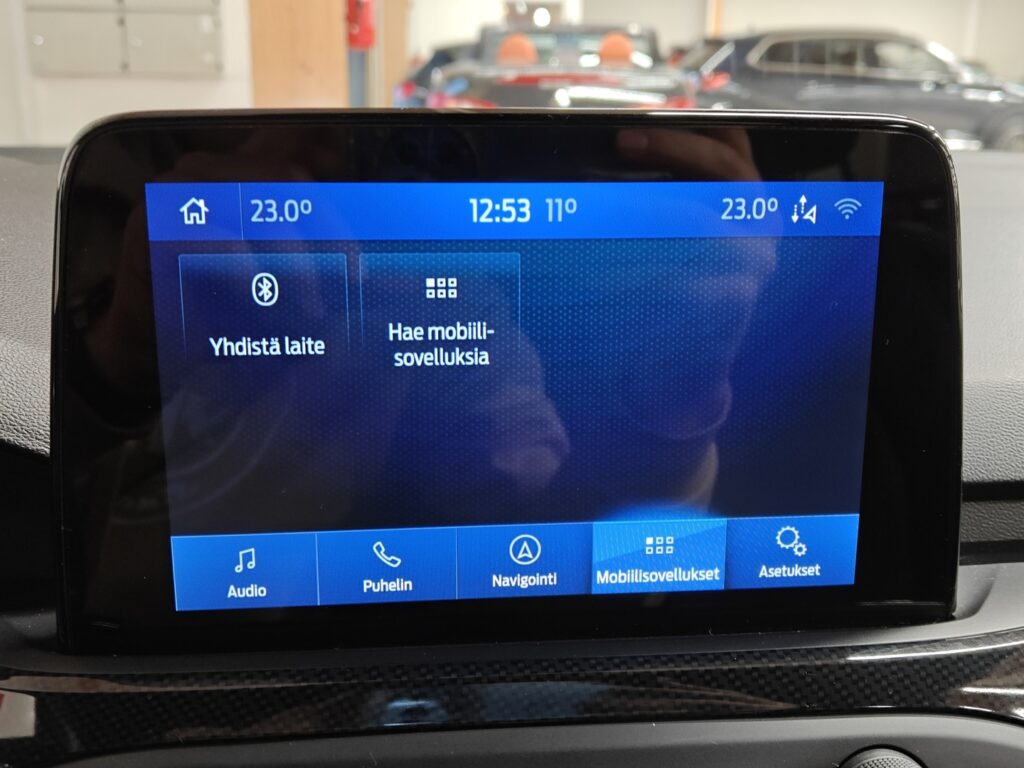 23.0°
12:53
11°
23.0°
Yhdistä laite
Hae mobiili-
sovelluksia
Audio
Puhelin
Navigointi
Mobiilisovellukset
Asetukset